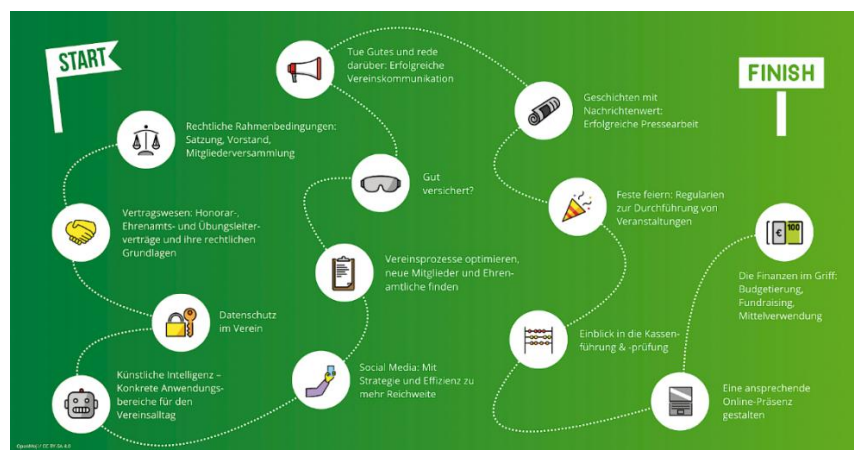 START
Rechtliche Rahmenbedingungen:
Satzung, Vorstand,
Mitgliederversammlung
Vertragswesen: Honorar-,
Ehrenamts- und Übungsleiter-
verträge und ihre rechtlichen
Grundlagen
Datenschutz
im Verein
Künstliche Intelligenz –
Konkrete Anwendungs-
bereiche für den
Vereinsalltag
Social Media: Mit
Strategie und Effizienz zu
mehr Reichweite
Vereinsprozesse optimieren,
neue Mitglieder und Ehren-
amtliche finden
Gut
versichert?
Tue Gutes und rede
darüber: Erfolgreiche
Vereinskommunikation
Geschichten mit
Nachrichtenwert:
Erfolgreiche Pressearbeit
Feste feiern: Regularien
zur Durchführung von
Veranstaltungen
Einblick in die Kassen-
führung & -prüfung
Eine ansprechende
Online-Präsenz
gestalten
€ 100
Die Finanzen im Griff:
Budgetierung,
Fundraising,
Mittelverwendung
FINISH